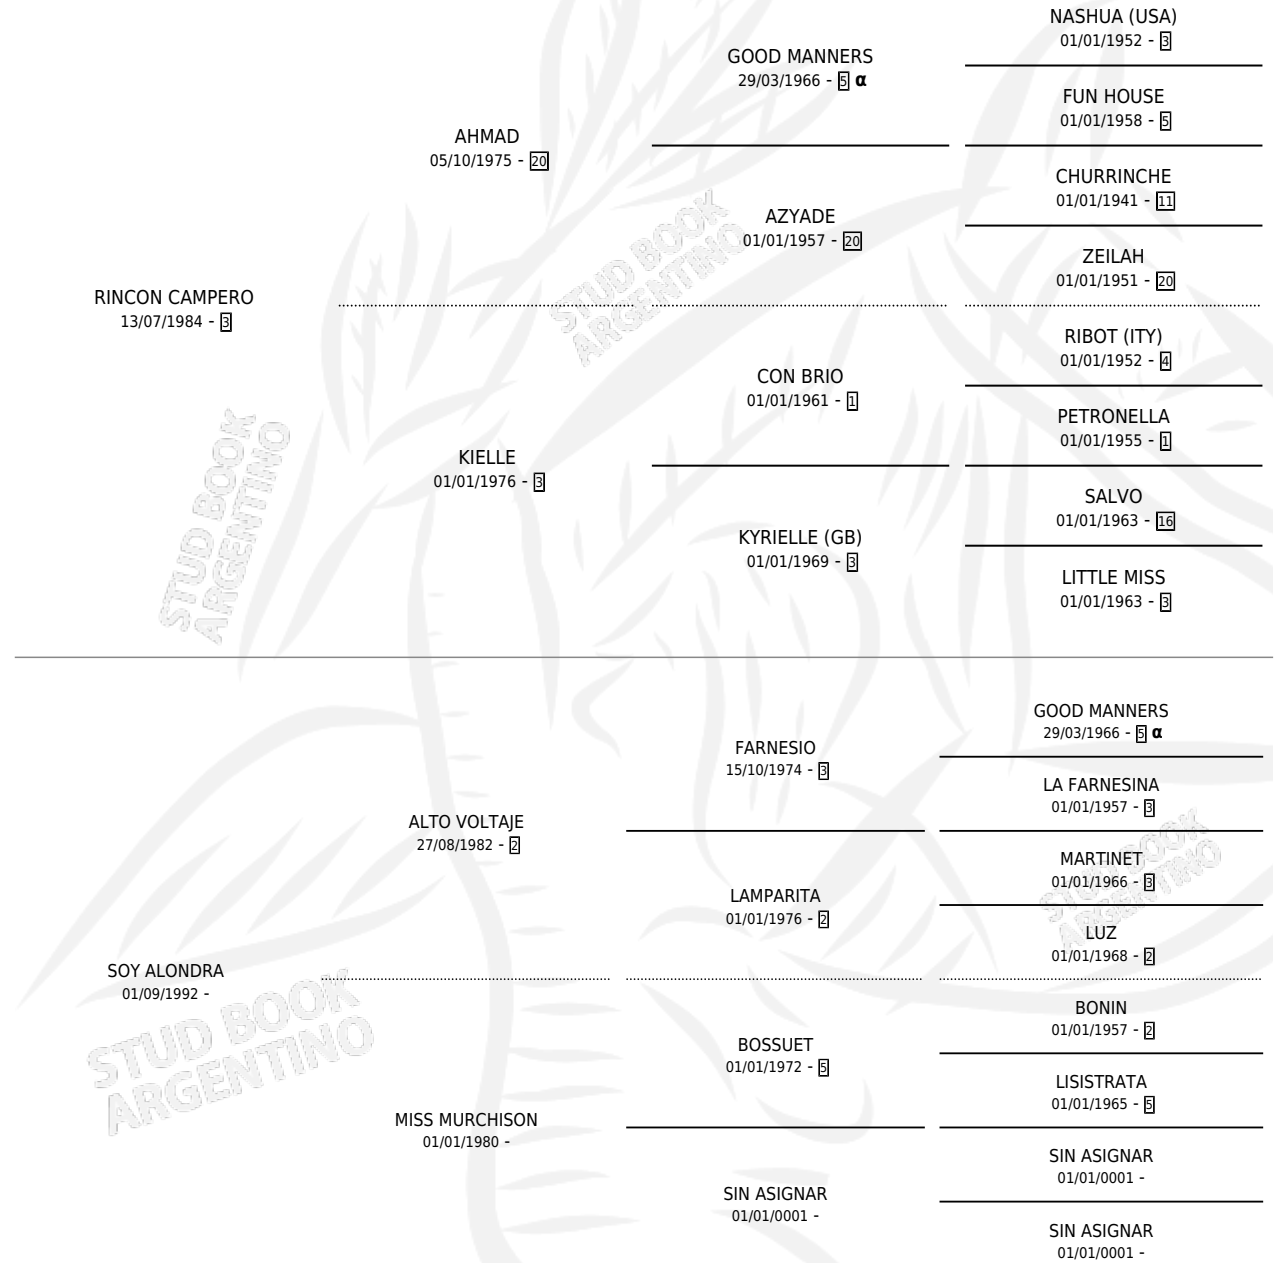 NASHUA (USA)
01/01/1952 - 3
GOOD MANNERS
29/03/1966 - 5 α
FUN HOUSE
01/01/1958 - 5
AHMAD
05/10/1975 - 20
CHURRINCHE
01/01/1941 - 11
AZYADE
01/01/1957 - 20
ZEILAH
01/01/1951 - 20
RINCON CAMPERO
13/07/1984 - 3
RIBOT (ITY)
01/01/1952 - 4
CON BRIO
01/01/1961 - 1
PETRONELLA
01/01/1955 - 1
KIELLE
01/01/1976 - 3
SALVO
01/01/1963 - 16
KYRIELLE (GB)
01/01/1969 - 3
LITTLE MISS
01/01/1963 - 3
STUD BOOK
ARGENTINO
STUD BOOK
ARGENTINO
GOOD MANNERS
29/03/1966 - 5 α
FARNESIO
15/10/1974 - 3
LA FARNESINA
01/01/1957 - 3
ALTO VOLTAJE
27/08/1982 - 2
MARTINET
01/01/1966 - 3
LAMPARITA
01/01/1976 - 2
LUZ
01/01/1968 - 2
SOY ALONDRA
01/09/1992 -
BONIN
01/01/1957 - 2
BOSSUET
01/01/1972 - 5
LISISTRATA
01/01/1965 - 5
MISS MURCHISON
01/01/1980 -
SIN ASIGNAR
01/01/0001 -
SIN ASIGNAR
01/01/0001 -
SIN ASIGNAR
01/01/0001 -
STUD BOOK
ARGENTINO
STUD BOOK
ARGENTINO